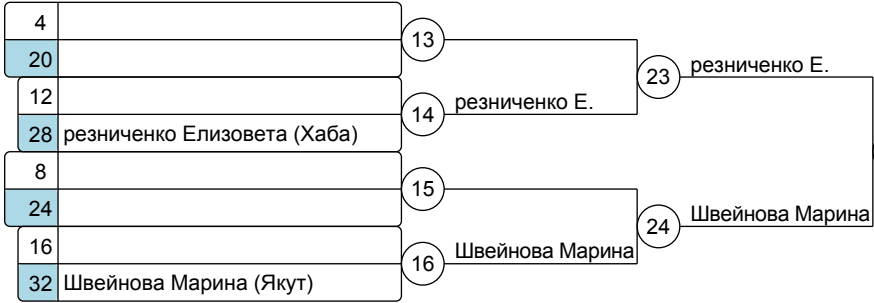 4
13
20
резниченко Е.
23
12
резниченко Е.
14
28 резниченко Елизовета (Хаба)
8
15
24
Швейнова Марина
24
16
Швейнова Марина
16
32 Швейнова Марина (Якут)